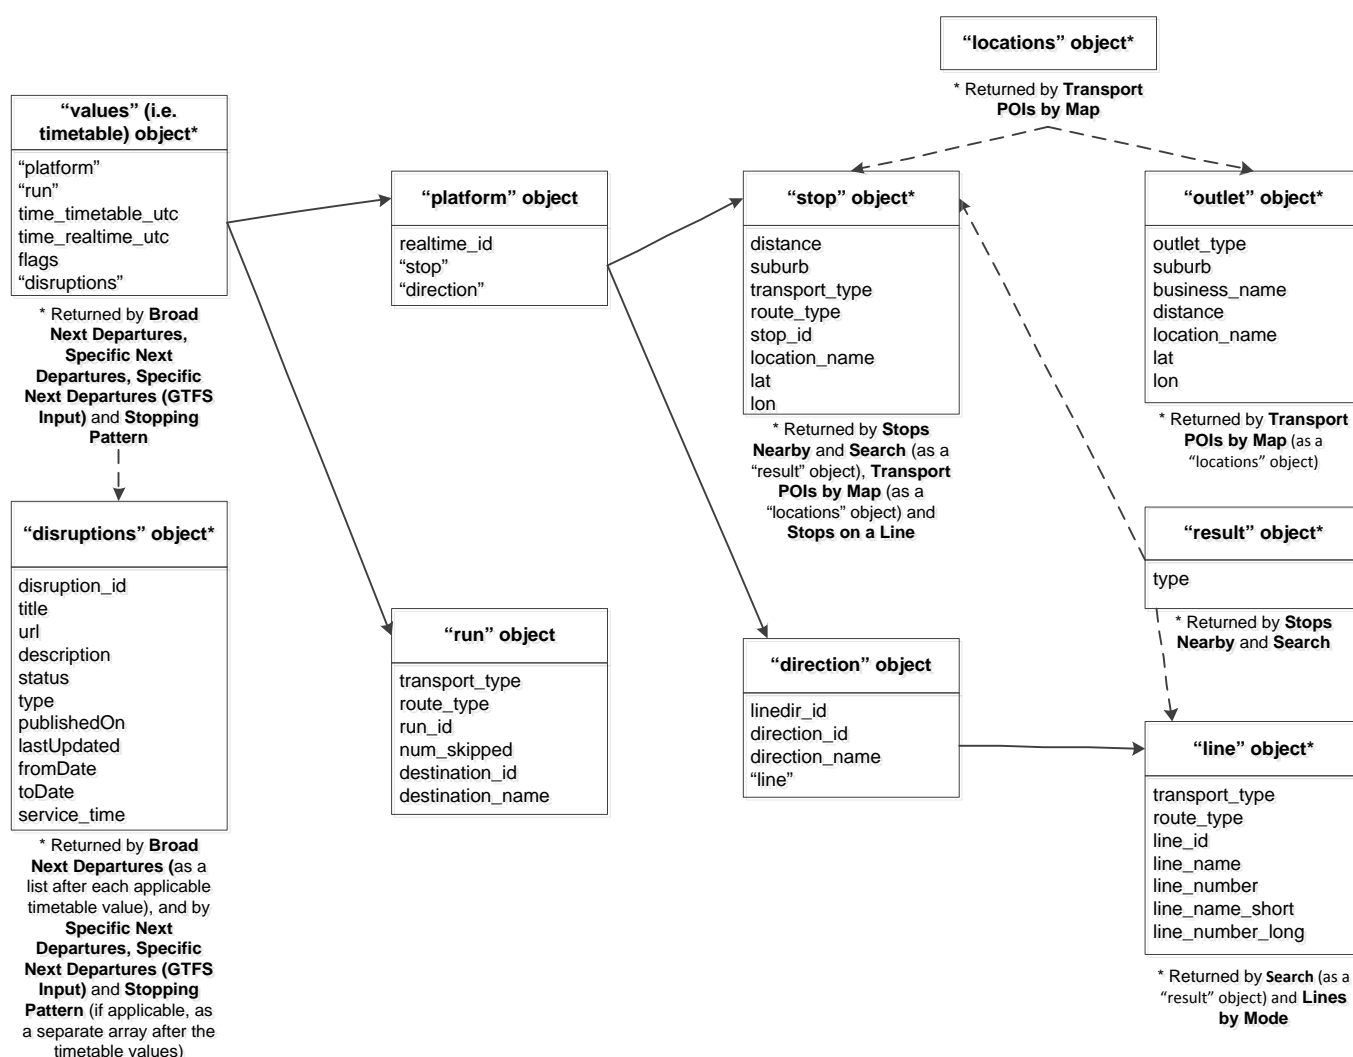 “locations” object*
* Returned by Transport
POIs by Map
“values” (i.e.
timetable) object*
“platform”
“run”
time_timetable_utc
time_realtime_utc
flags
“disruptions”
* Returned by Broad
Next Departures,
Specific Next
Departures, Specific
Next Departures (GTFS
Input) and Stopping
Pattern
“disruptions” object*
disruption_id
title
url
description
status
type
publishedOn
lastUpdated
fromDate
toDate
service_time
* Returned by Broad
Next Departures (as a
list after each applicable
timetable value), and by
Specific Next
Departures, Specific
Next Departures (GTFS
Input) and Stopping
Pattern (if applicable, as
a separate array after the
timetable values)
“platform” object
realtime_id
“stop”
“direction”
“run” object
transport_type
route_type
run_id
num_skipped
destination_id
destination_name
“stop” object*
distance
suburb
transport_type
route_type
stop_id
location_name
lat
lon
* Returned by Stops
Nearby and Search (as a
“result” object), Transport
POIs by Map (as a
“locations” object) and
Stops on a Line
“direction” object
linedir_id
direction_id
direction_name
“line”
“outlet” object*
outlet_type
suburb
business_name
distance
location_name
lat
lon
* Returned by Transport
POIs by Map (as a
“locations” object)
“result” object*
type
* Returned by Stops
Nearby and Search
“line” object*
transport_type
route_type
line_id
line_name
line_number
line_name_short
line_number_long
* Returned by Search (as a
“result” object) and Lines
by Mode